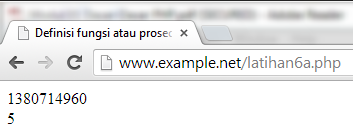 Definisi fungsi atau prosed
www.example.net/latihan6a.php
1380714960
5